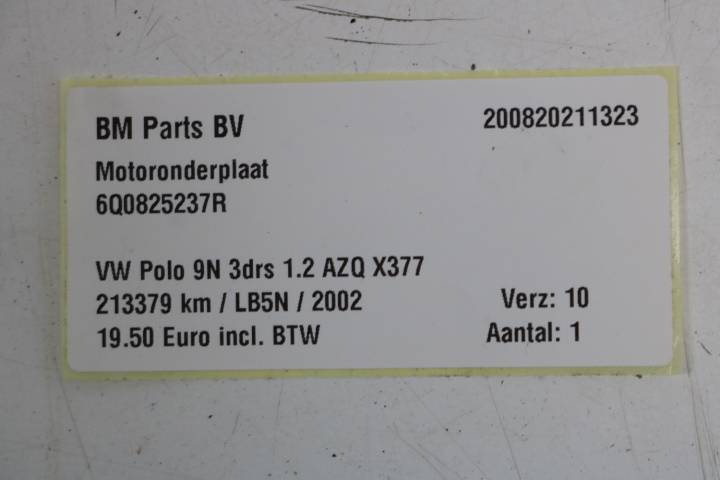 BM Parts BV 200820211323
Motoronderplaat
6Q0825237R
VW Polo 9N 3drs 1.2 AZQ X377
213379 km / LB5N / 2002 Verz: 10
19.50 Euro incl. BTW Aantal: 1